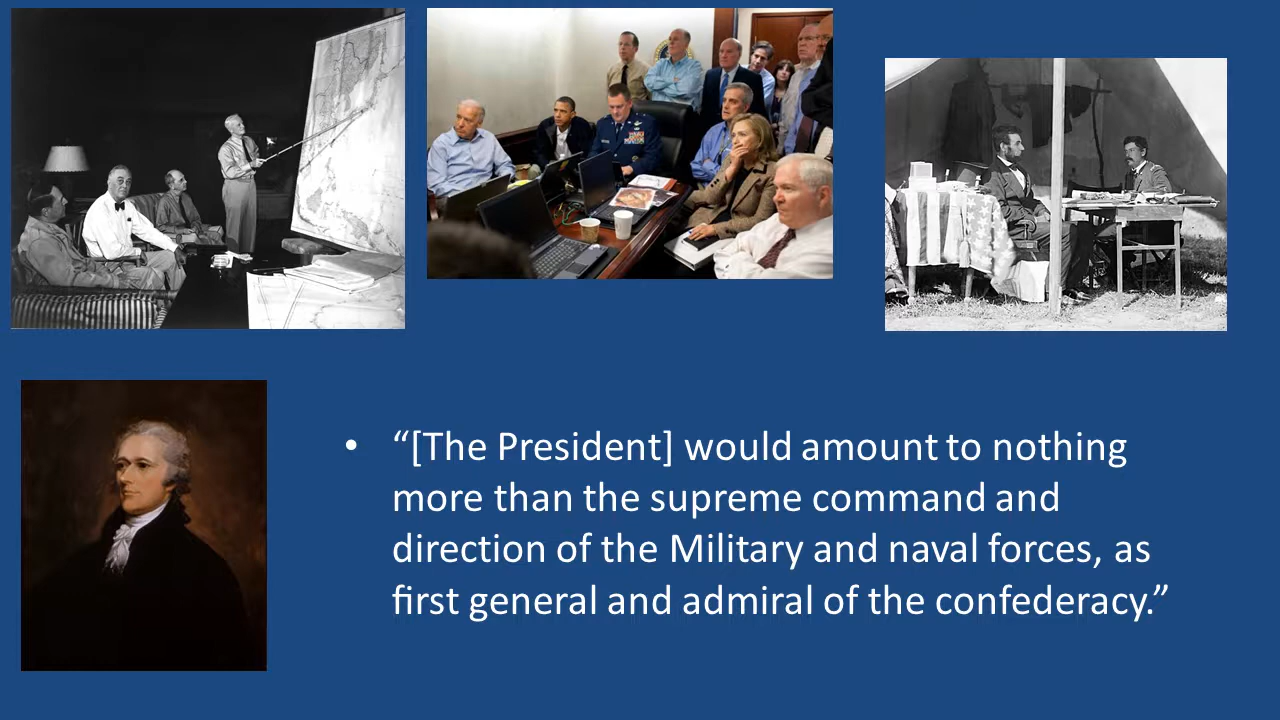 • “[The President] would amount to nothing
more than the supreme command and
direction of the Military and naval forces, as
first general and admiral of the confederacy.”